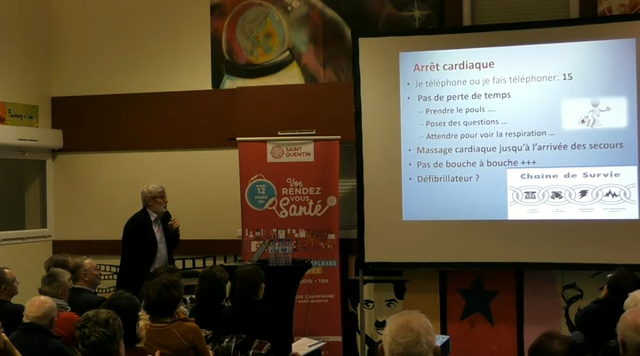 Arrêt cardiaque
• Je téléphone ou je fais téléphoner: 15
• Pas de perte de temps
– Prendre le pouls ....
– Posez des questions ...
– Attendre pour voir la respiration ...
• Massage cardiaque jusqu'à l'arrivée des secours
• Pas de bouche à bouche +++
• Défibrillateur ?
Chaine de Survie
SAINT
QUENTIN
12
Vos
RENDEZ
VOUS
Santé